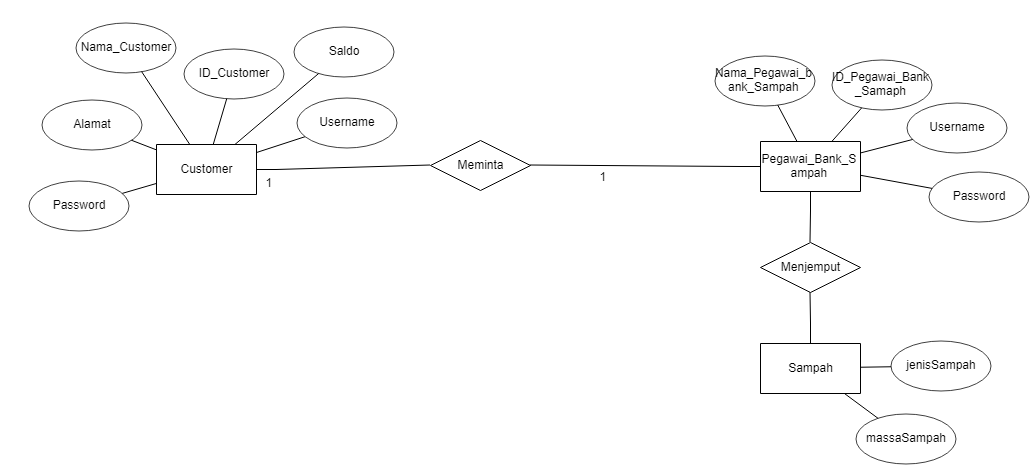 Nama_Customer
ID_Customer
Saldo
Alamat
Username
Customer
Password
1
Meminta
1
Nama_Pegawai_b
ank_Sampah
ID_Pegawai_Bank
_Samaph
Username
Pegawai_Bank_S
ampah
Password
Menjemput
Sampah
jenisSampah
massaSampah